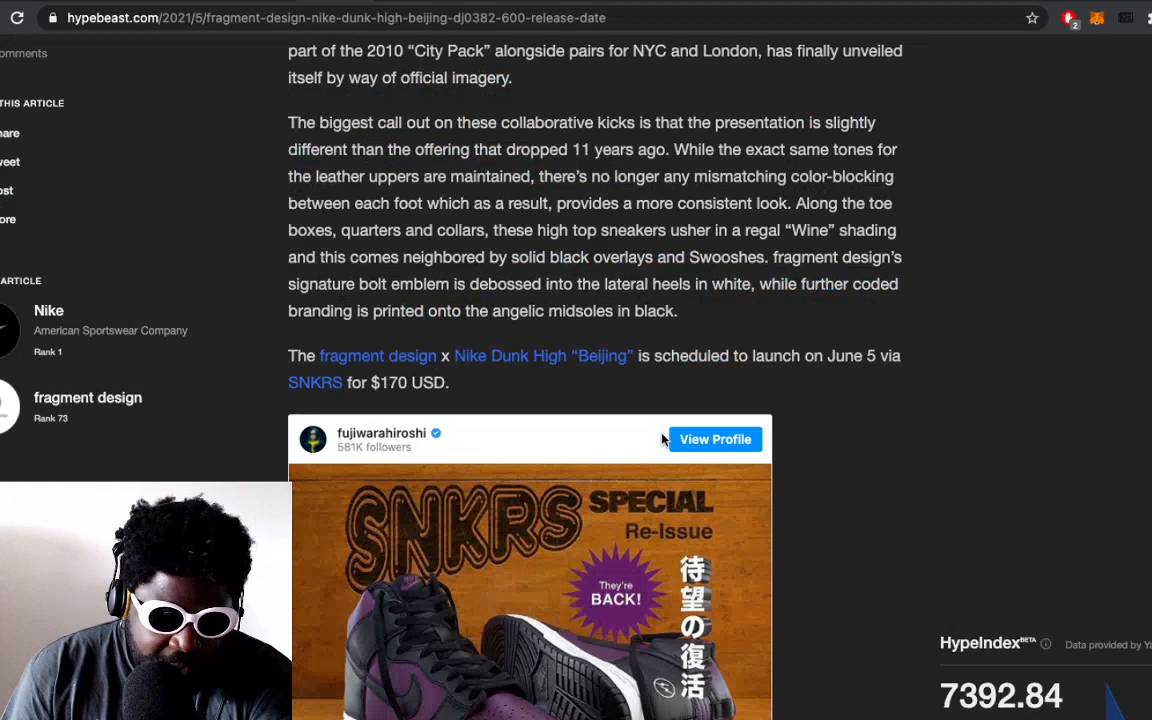 hypebeast.com/2021/5/fragment-design-nike-dunk-high-beijing-dj0382-600-release-date
2
omments
part of the 2010 “City Pack” alongside pairs for NYC and London, has finally unveiled
itself by way of official imagery.
THIS ARTICLE
hare
weet
ost
ore
The biggest call out on these collaborative kicks is that the presentation is slightly
different than the offering that dropped 11 years ago. While the exact same tones for
the leather uppers are maintained, there’s no longer any mismatching color-blocking
between each foot which as a result, provides a more consistent look. Along the toe
boxes, quarters and collars, these high top sneakers usher in a regal “Wine” shading
and this comes neighbored by solid black overlays and Swooshes. fragment design’s
signature bolt emblem is debossed into the lateral heels in white, while further coded
branding is printed onto the angelic midsoles in black.
ARTICLE
Nike
American Sportswear Company
Rank 1
fragment design
Rank 73
The fragment design x Nike Dunk High “Beijing” is scheduled to launch on June 5 via
SNKRS for $170 USD.
fujiwarahiroshi
581K followers
View Profile
SNKRS SPECIAL
Re-Issue
They're
BACK!
待望の復活
HypeIndex BETA
Data provided by Ya
7392.84